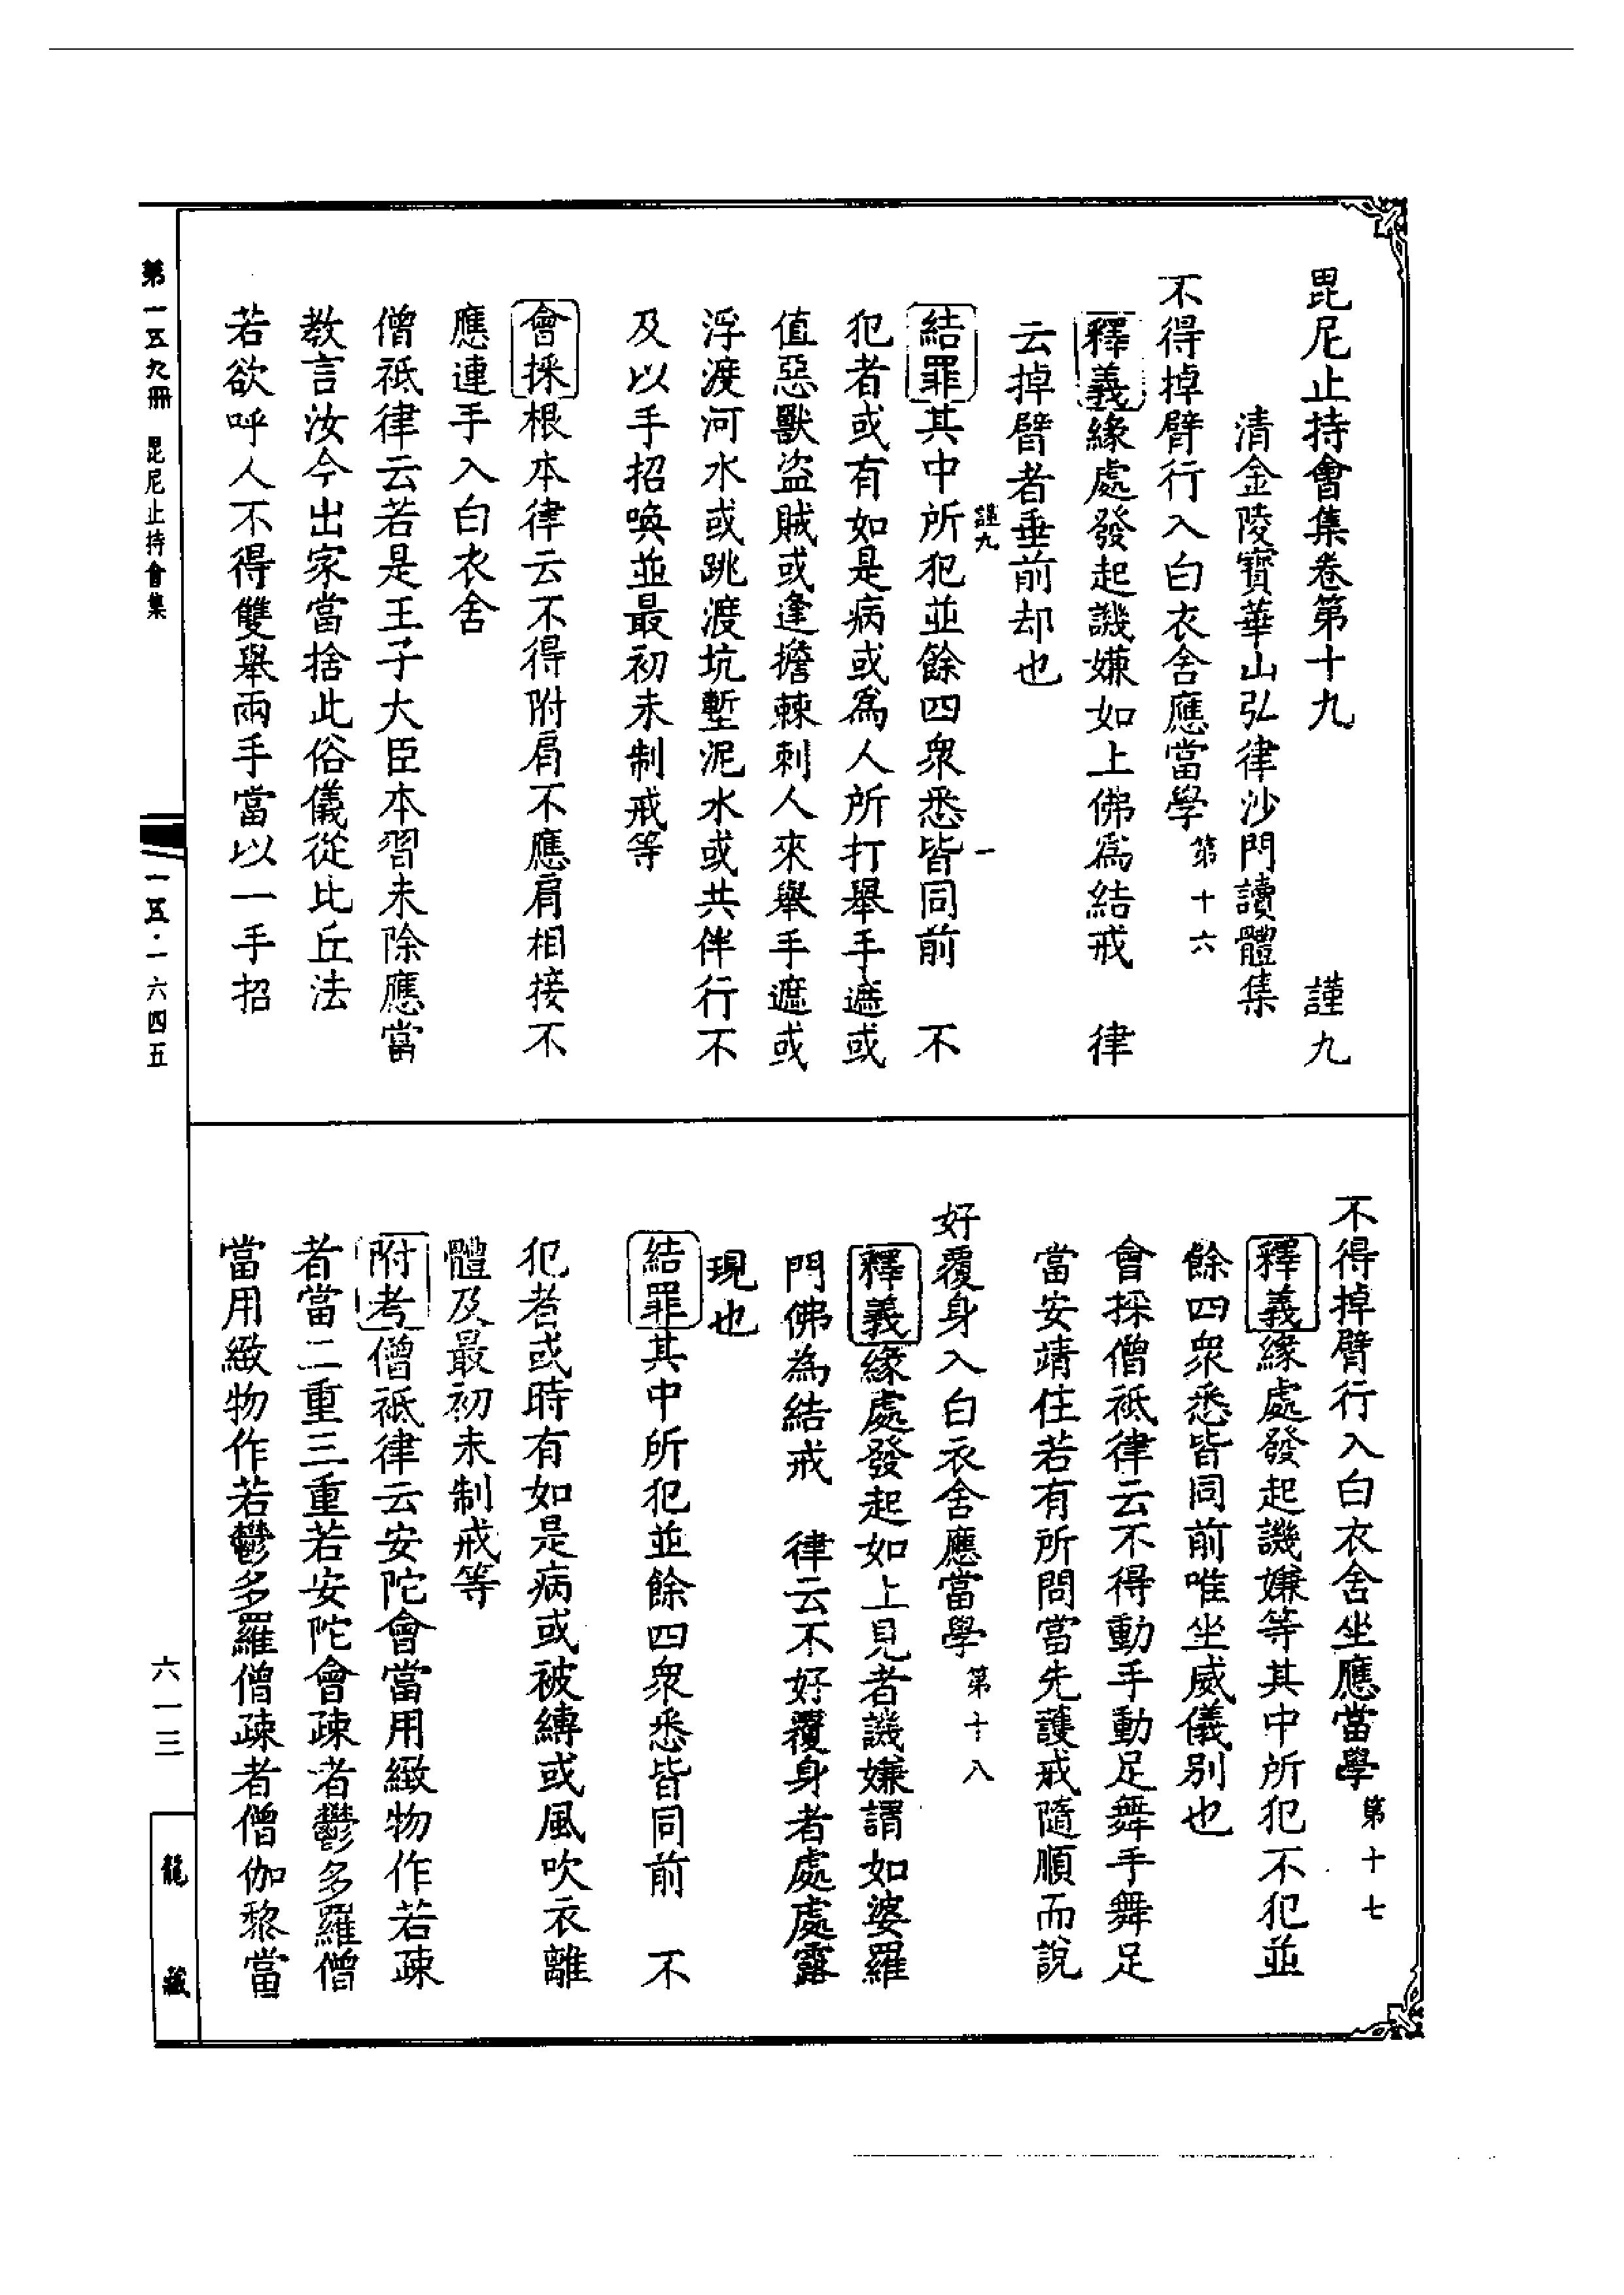 毘尼止持會集卷第十九　謹九
清金陵寶華山弘律沙門讀體集
不得掉臂行入白衣舍應當學第十六
釋義緣處發起譏嫌如上佛爲結戒　律
云掉臂者垂前却也
謹九　一
結罪其中所犯並餘四衆悉皆同前　不
犯者或有如是病或爲人所打舉手遮或
值惡獸盜賊或逢擔棘刺人來舉手遮或
浮渡河水或跳渡坑塹泥水或共伴行不
及以手招喚並最初未制戒等
會採根本律云不得附肩不應肩相接不
應連手入白衣舍
僧祇律云若是王子大臣本習未除應當
教言汝今出家當捨此俗儀從比丘法
若欲呼人不得雙舉兩手當以一手招
不得掉臂行入白衣舍坐應當學第十七
釋義緣處發起譏嫌等其中所犯不犯並
餘四衆悉皆同前唯坐威儀別也
會採僧祇律云不得動手動足舞手舞足
當安靖住若有所問當先護戒隨順而說
好覆身入白衣舍應當學第十八
釋義緣處發起如上見者譏嫌謂如婆羅
門佛為結戒　律云不好覆身者處處露
現也
結罪其中所犯並餘四衆悉皆同前　不
犯者或時有如是病或被縛或風吹衣離
體及最初未制戒等
附考僧祇律云安陀會當用緻物作若疎
者當二重三重若安陀會疎者鬱多羅僧
當用緻物作若鬱多羅僧疎者僧伽黎當
第一五九冊　毘尼止持會集
一五·一六四五
六一三
龍藏